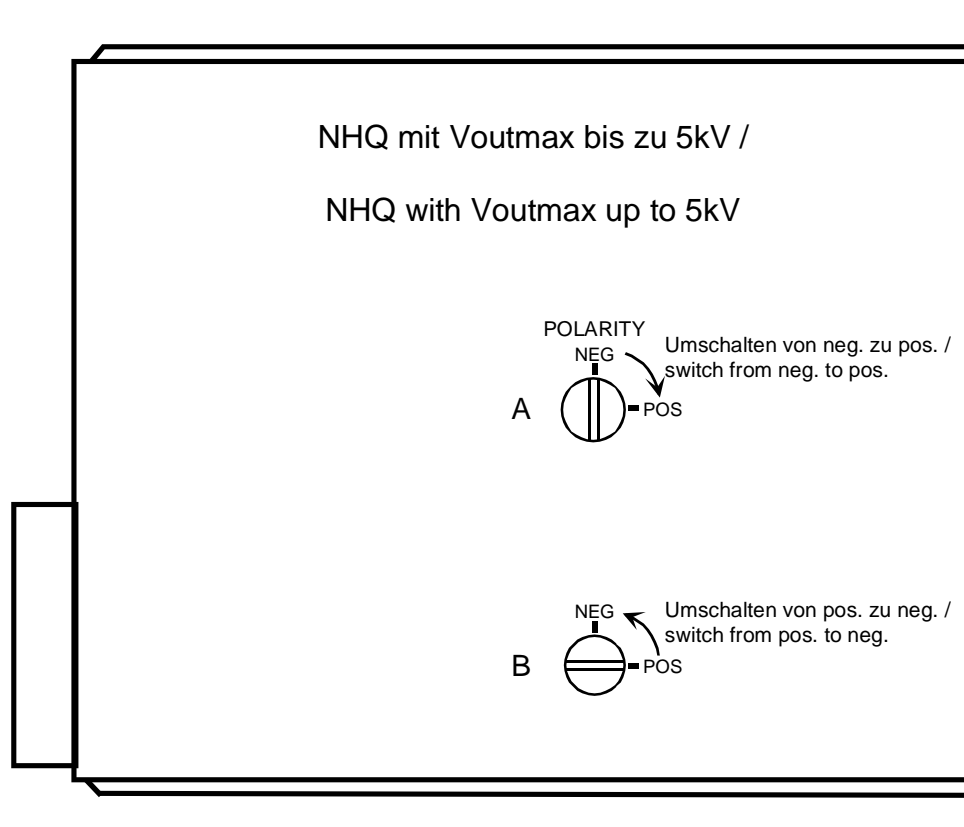 NHQ mit Voutmax bis zu 5kV /
NHQ with Voutmax up to 5kV
POLARITY
NEG
Umschalten von neg. zu pos. /
switch from neg. to pos.
A
POS
NEG
Umschalten von pos. zu neg. /
switch from pos. to neg.
B
POS